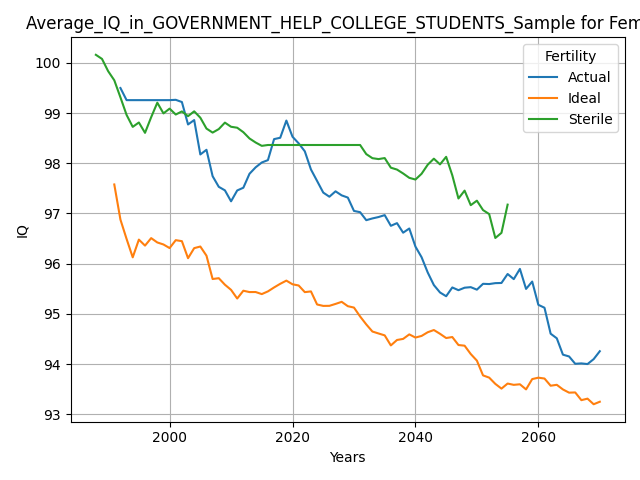 Average_IQ_in_GOVERNMENT_HELP_COLLEGE_STUDENTS_Sample for Fem
Fertility
Actual
Ideal
Sterile
100
99
98
97
96
95
94
93
IQ
2000
2020
2040
2060
Years